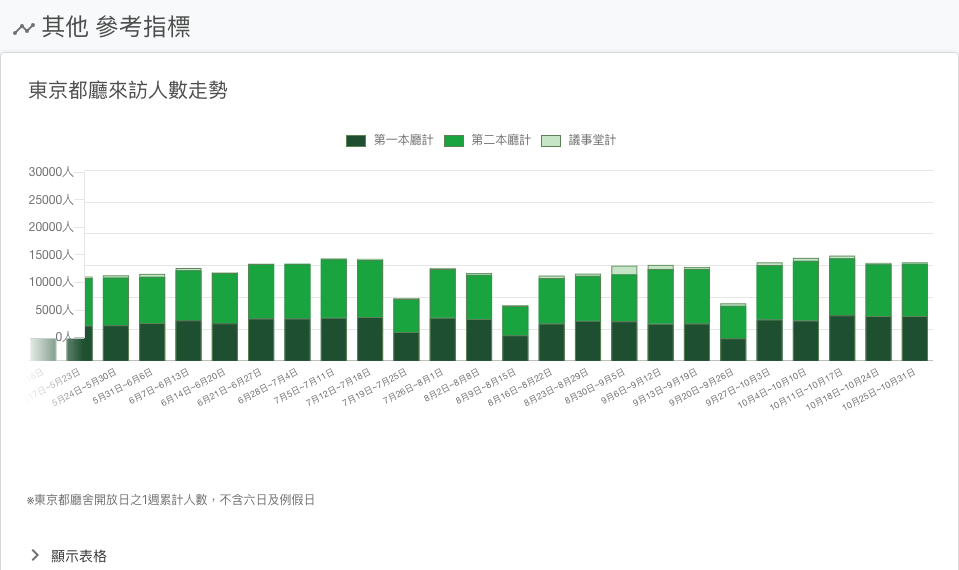 其他 參考指標
東京都廳來訪人數走勢
第一本廳計 第二本廳計 議事堂計
30000人
25000人
20000人
15000人
10000人
5000人
0人
17日~5月23日
5月24日~5月30日
5月31日~6月6日
6月7日~6月13日
6月14日~6月20日
6月21日~6月27日
6月28日~7月4日
7月5日~7月11日
7月12日~7月18日
7月19日~7月25日
7月26日~8月1日
8月2日~8月8日
8月9日~8月15日
8月16日~8月22日
8月23日~8月29日
8月30日~9月5日
9月6日~9月12日
9月13日~9月19日
9月20日~9月26日
9月27日~10月3日
10月4日~10月10日
10月11日~10月17日
10月18日~10月24日
10月25日~10月31日
※東京都廳舍開放日之1週累計人數，不含六日及例假日
顯示表格